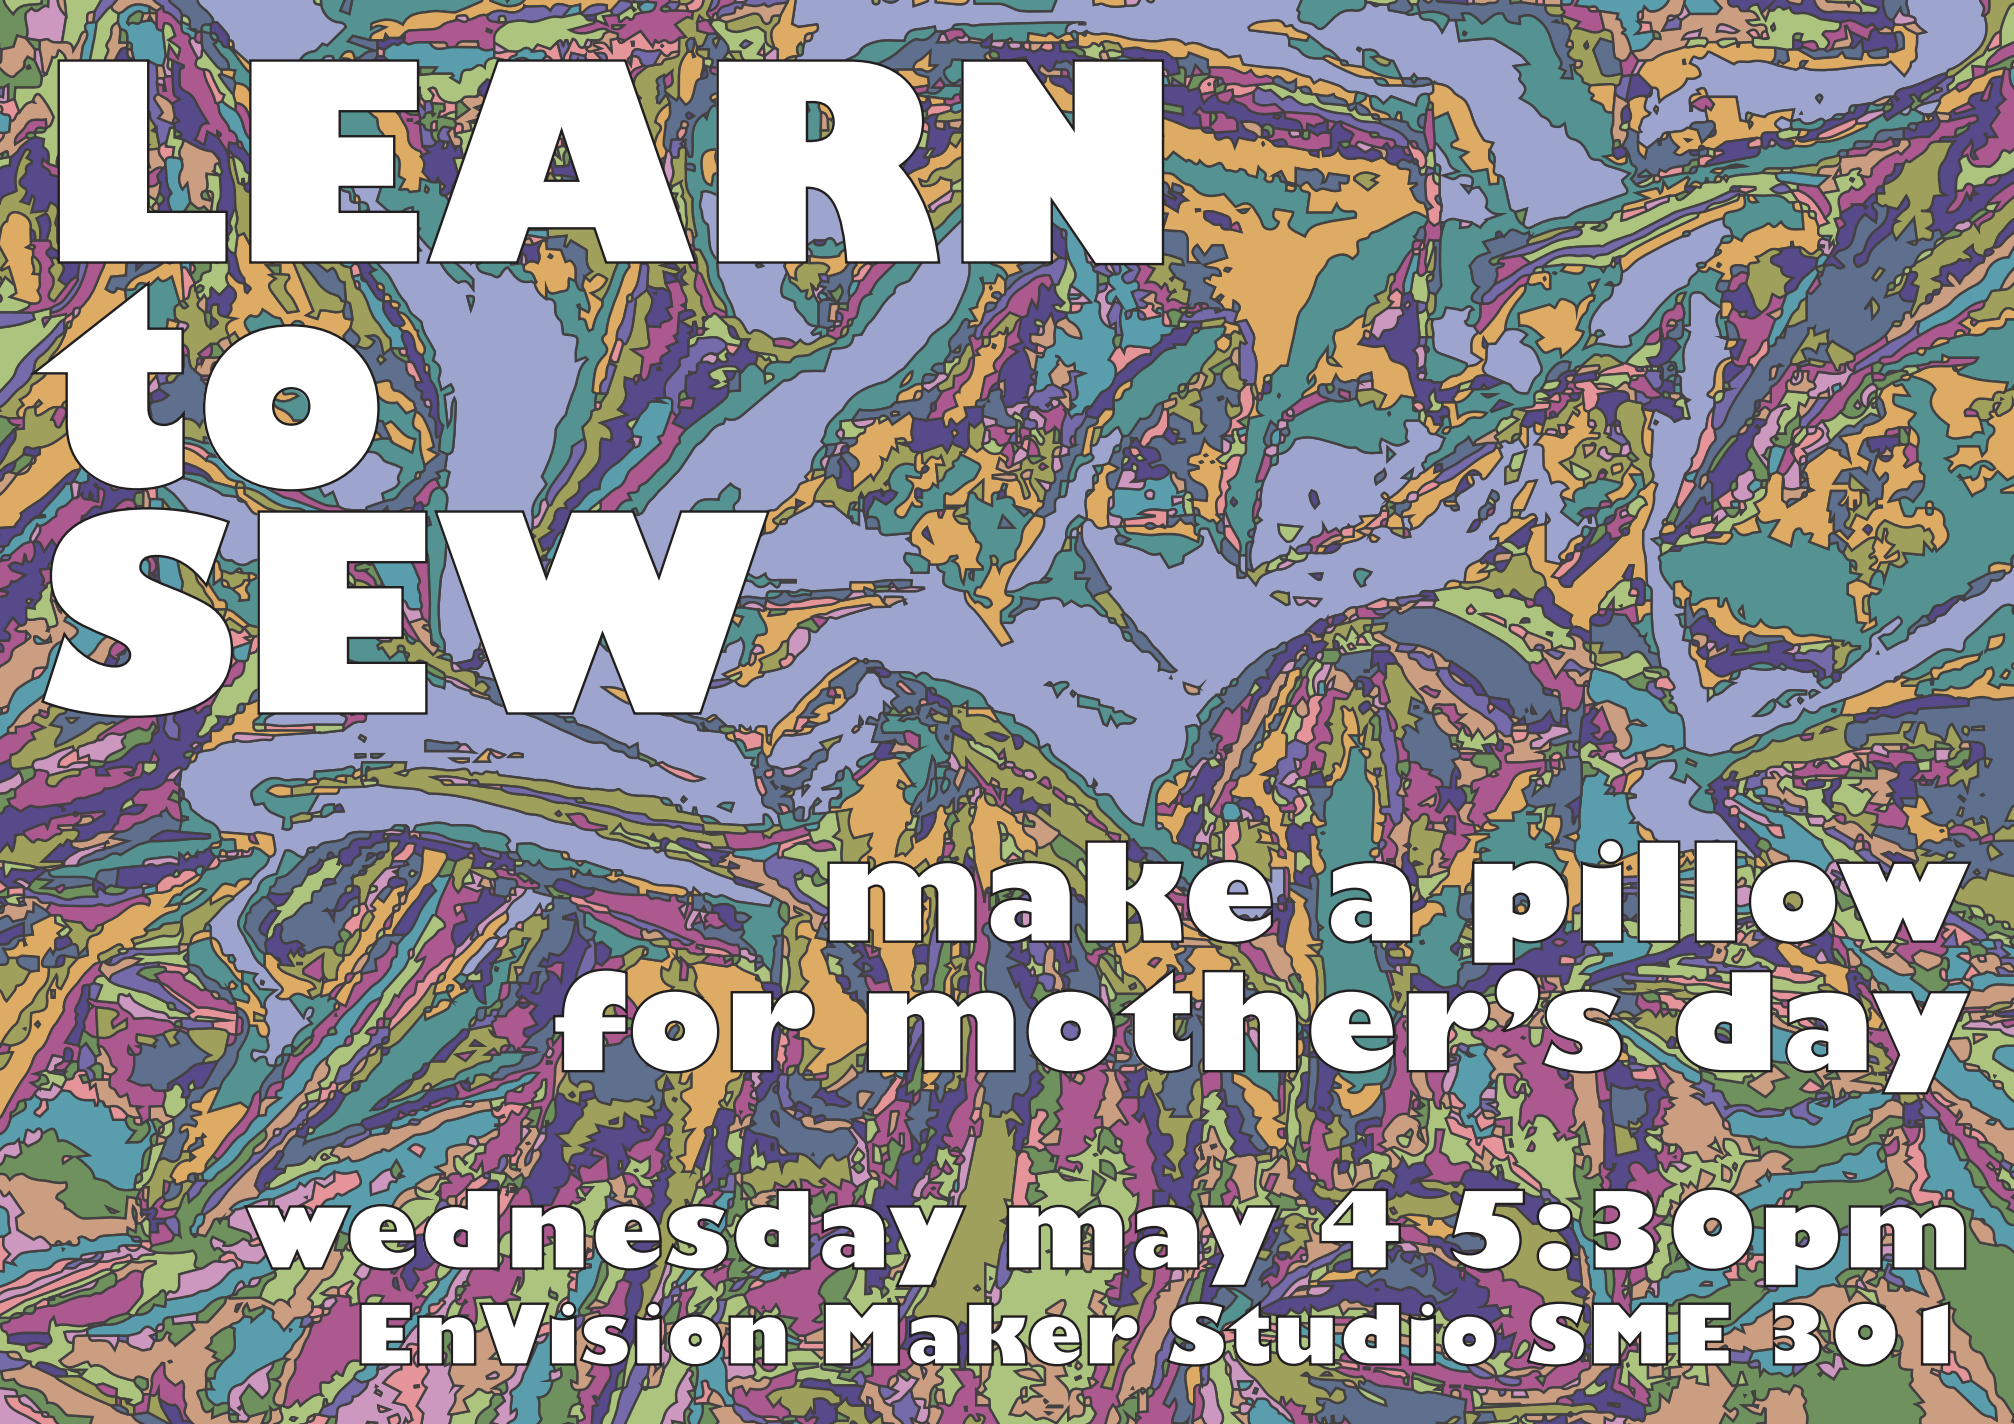 LEARN
to
SEW
make a pillow
for mother’s day
wednesday may 4 5:30pm
EnVision Maker Studio SME 301